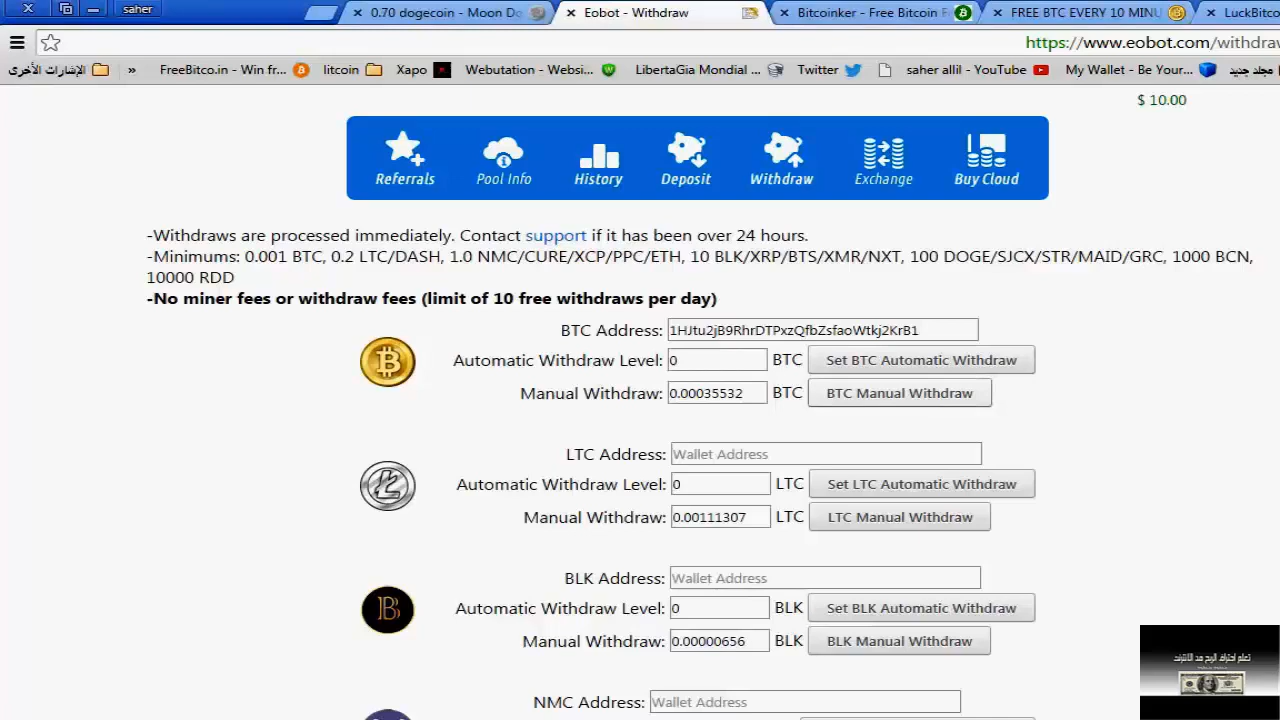 saher
0.70 dogecoin - Moon Do
Eobot - Withdraw
Bitcoinker - Free Bitcoin F
FREE BTC EVERY 10 MINU
LuckBitco
https://www.eobot.com/withdra
الإشارات الأخرى
»
FreeBitco.in - Win fr...
litcoin
Xapo
Webutation - Websi...
LibertaGia Mondial ...
Twitter
saher allil - YouTube
My Wallet - Be Your...
مجلد جديد
$ 10.00
Referrals
Pool Info
History
Deposit
Withdraw
Exchange
Buy Cloud
-Withdraws are processed immediately. Contact support if it has been over 24 hours.
-Minimums: 0.001 BTC, 0.2 LTC/DASH, 1.0 NMC/CURE/XCP/PPC/ETH, 10 BLK/XRP/BTS/XMR/NXT, 100 DOGE/SJCX/STR/MAID/GRC, 1000 BCN,
10000 RDD
-No miner fees or withdraw fees (limit of 10 free withdraws per day)
BTC Address: 1HJtu2jB9RhrDTPxzQfbZsfaoWtkj2KrB1
Automatic Withdraw Level: 0 BTC Set BTC Automatic Withdraw
Manual Withdraw: 0.00035532 BTC BTC Manual Withdraw
LTC Address: Wallet Address
Automatic Withdraw Level: 0 LTC Set LTC Automatic Withdraw
Manual Withdraw: 0.00111307 LTC LTC Manual Withdraw
BLK Address: Wallet Address
Automatic Withdraw Level: 0 BLK Set BLK Automatic Withdraw
Manual Withdraw: 0.00000656 BLK BLK Manual Withdraw
NMC Address: Wallet Address
تعلم احتراف الربح من الانترنت